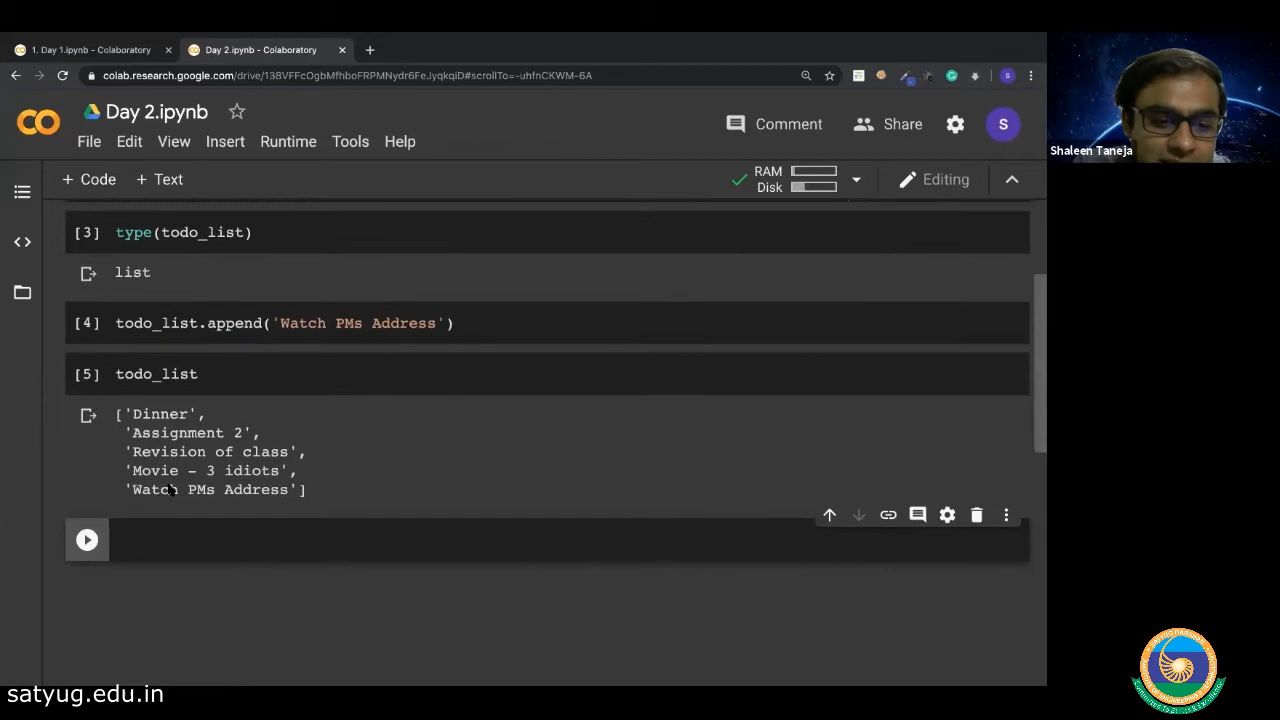 1. Day 1.ipynb - Colaboratory
Day 2.ipynb - Colaboratory
colab.research.google.com/drive/138VFFcOgbMfhboFRPMNydr6FeJyqkqiD#scrollTo=-uhfnCKWM-6A
S
Day 2.ipynb
Comment
Share
S
File Edit View Insert Runtime Tools Help
+ Code + Text
RAM
Disk
Editing
[3] type(todo_list)
list
[4] todo_list.append('Watch PMs Address')
[5] todo_list
['Dinner',
'Assignment 2',
'Revision of class',
'Movie - 3 idiots',
'Watch PMs Address']
Shaleen Taneja
satyug.edu.in